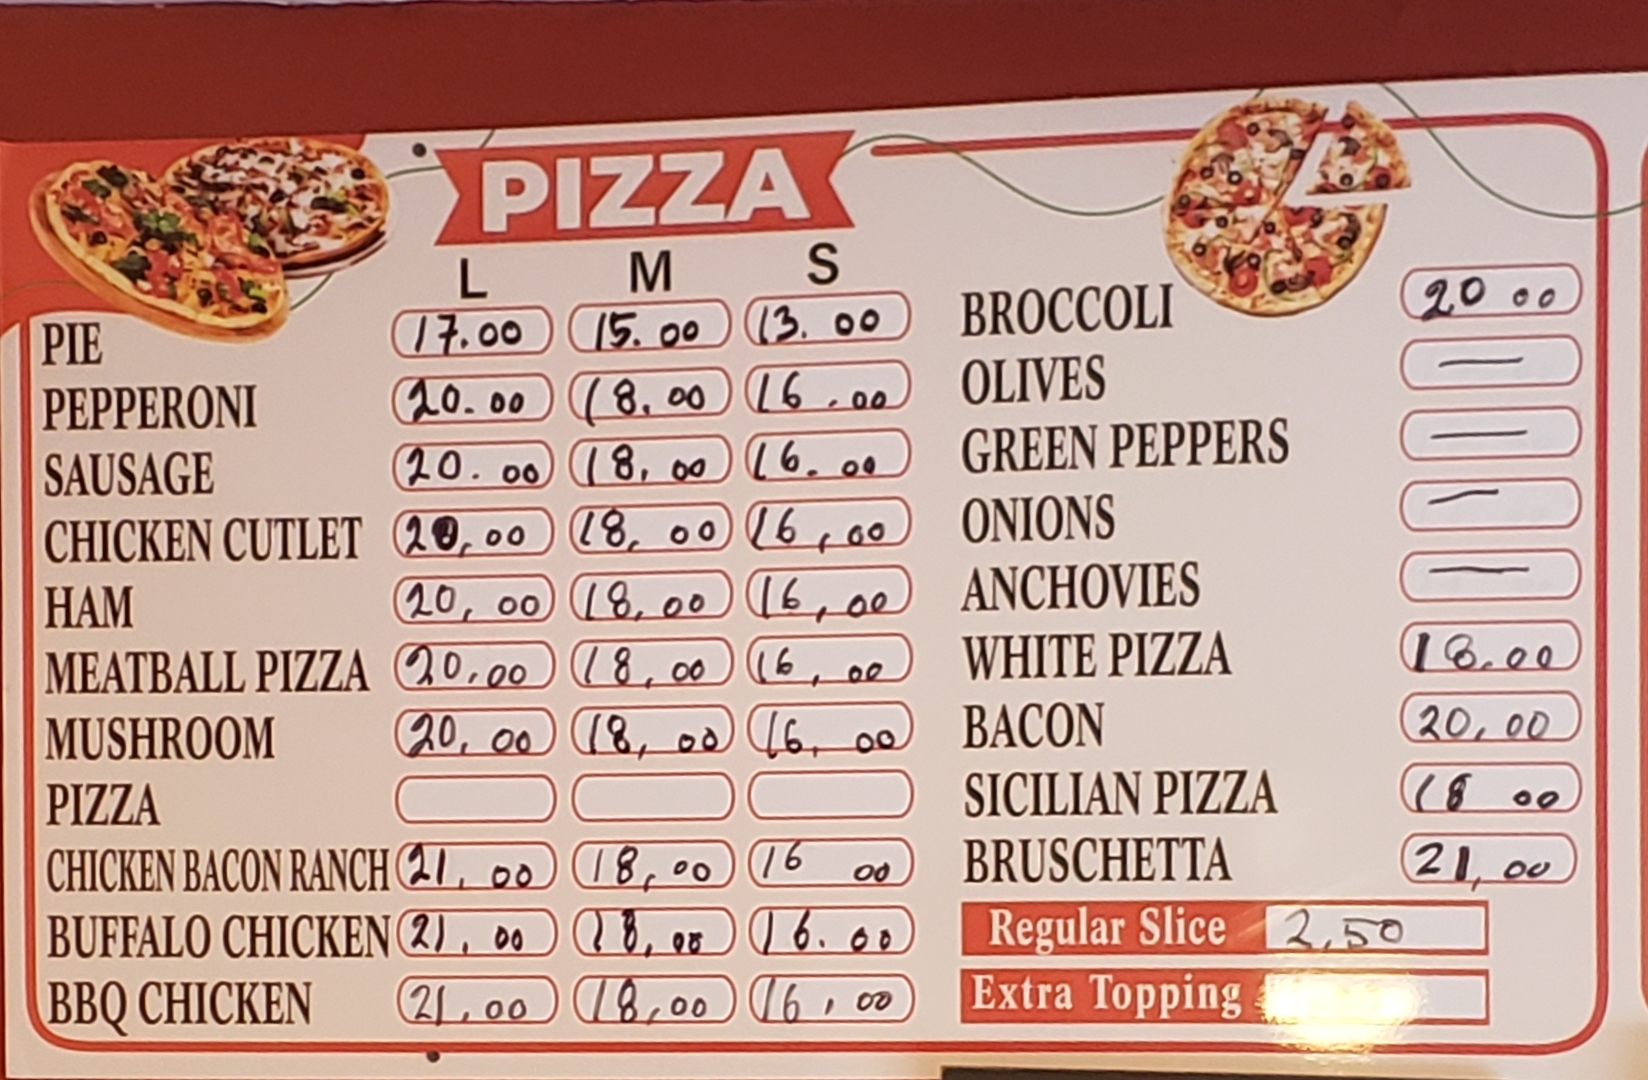 PIZZA
L M S
PIE 17.00 15.00 13.00
PEPPERONI 20.00 18.00 16.00
SAUSAGE 20.00 18.00 16.00
CHICKEN CUTLET 20,00 18,00 16,00
HAM 20,00 18,00 16,00
MEATBALL PIZZA 20,00 18,00 16,00
MUSHROOM 20,00 18,00 16,00
PIZZA
CHICKEN BACON RANCH 21,00 18,00 16 00
BUFFALO CHICKEN 21,00 18,00 16.00
BBQ CHICKEN 21,00 18,00 16,00
BROCCOLI 20 00
OLIVES —
GREEN PEPPERS —
ONIONS —
ANCHOVIES —
WHITE PIZZA 18.00
BACON 20,00
SICILIAN PIZZA 18 00
BRUSCHETTA 21,00
Regular Slice 2,50
Extra Topping